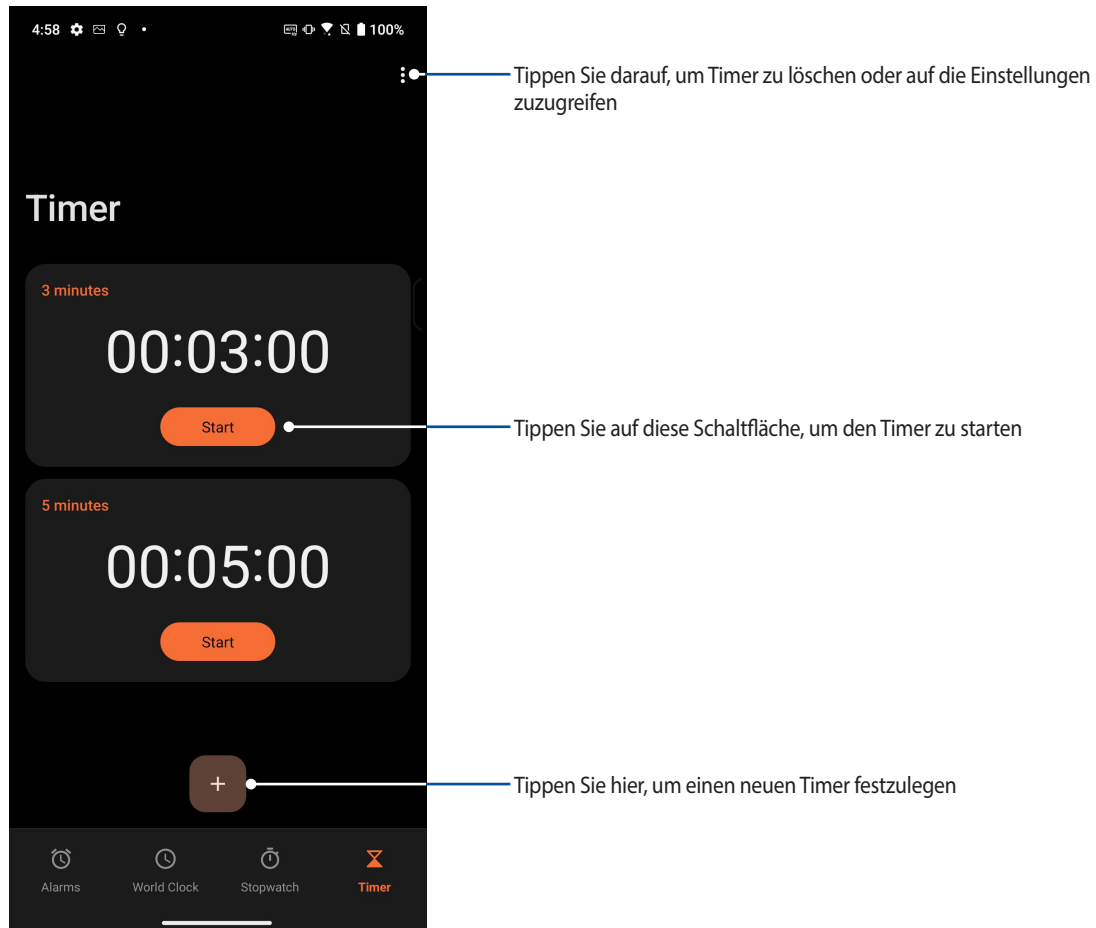 4:58
100%
Tippen Sie darauf, um Timer zu löschen oder auf die Einstellungen
zuzugreifen
Timer
3 minutes
00:03:00
Start
Tippen Sie auf diese Schaltfläche, um den Timer zu starten
5 minutes
00:05:00
Start
+
Tippen Sie hier, um einen neuen Timer festzulegen
Alarms World Clock Stopwatch Timer